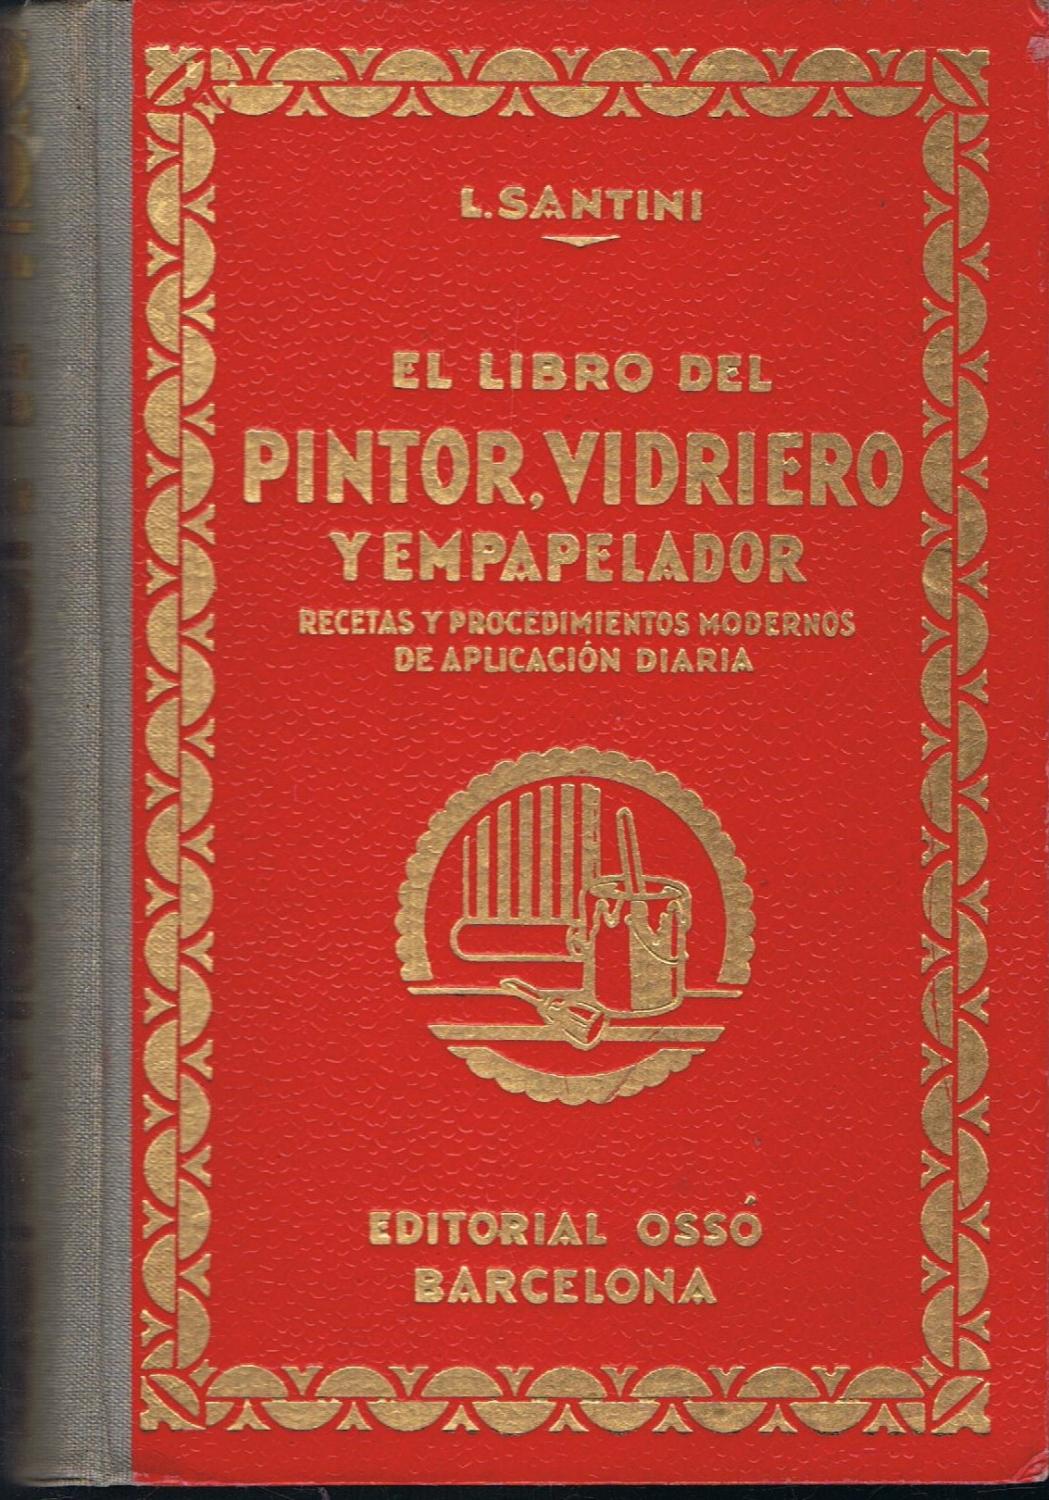 L. SANTINI
EL LIBRO DEL
PINTOR, VIDRIERO
Y EMPAPELADOR
RECETAS Y PROCEDIMIENTOS MODERNOS
DE APLICACIÓN DIARIA
EDITORIAL OSSÓ
BARCELONA